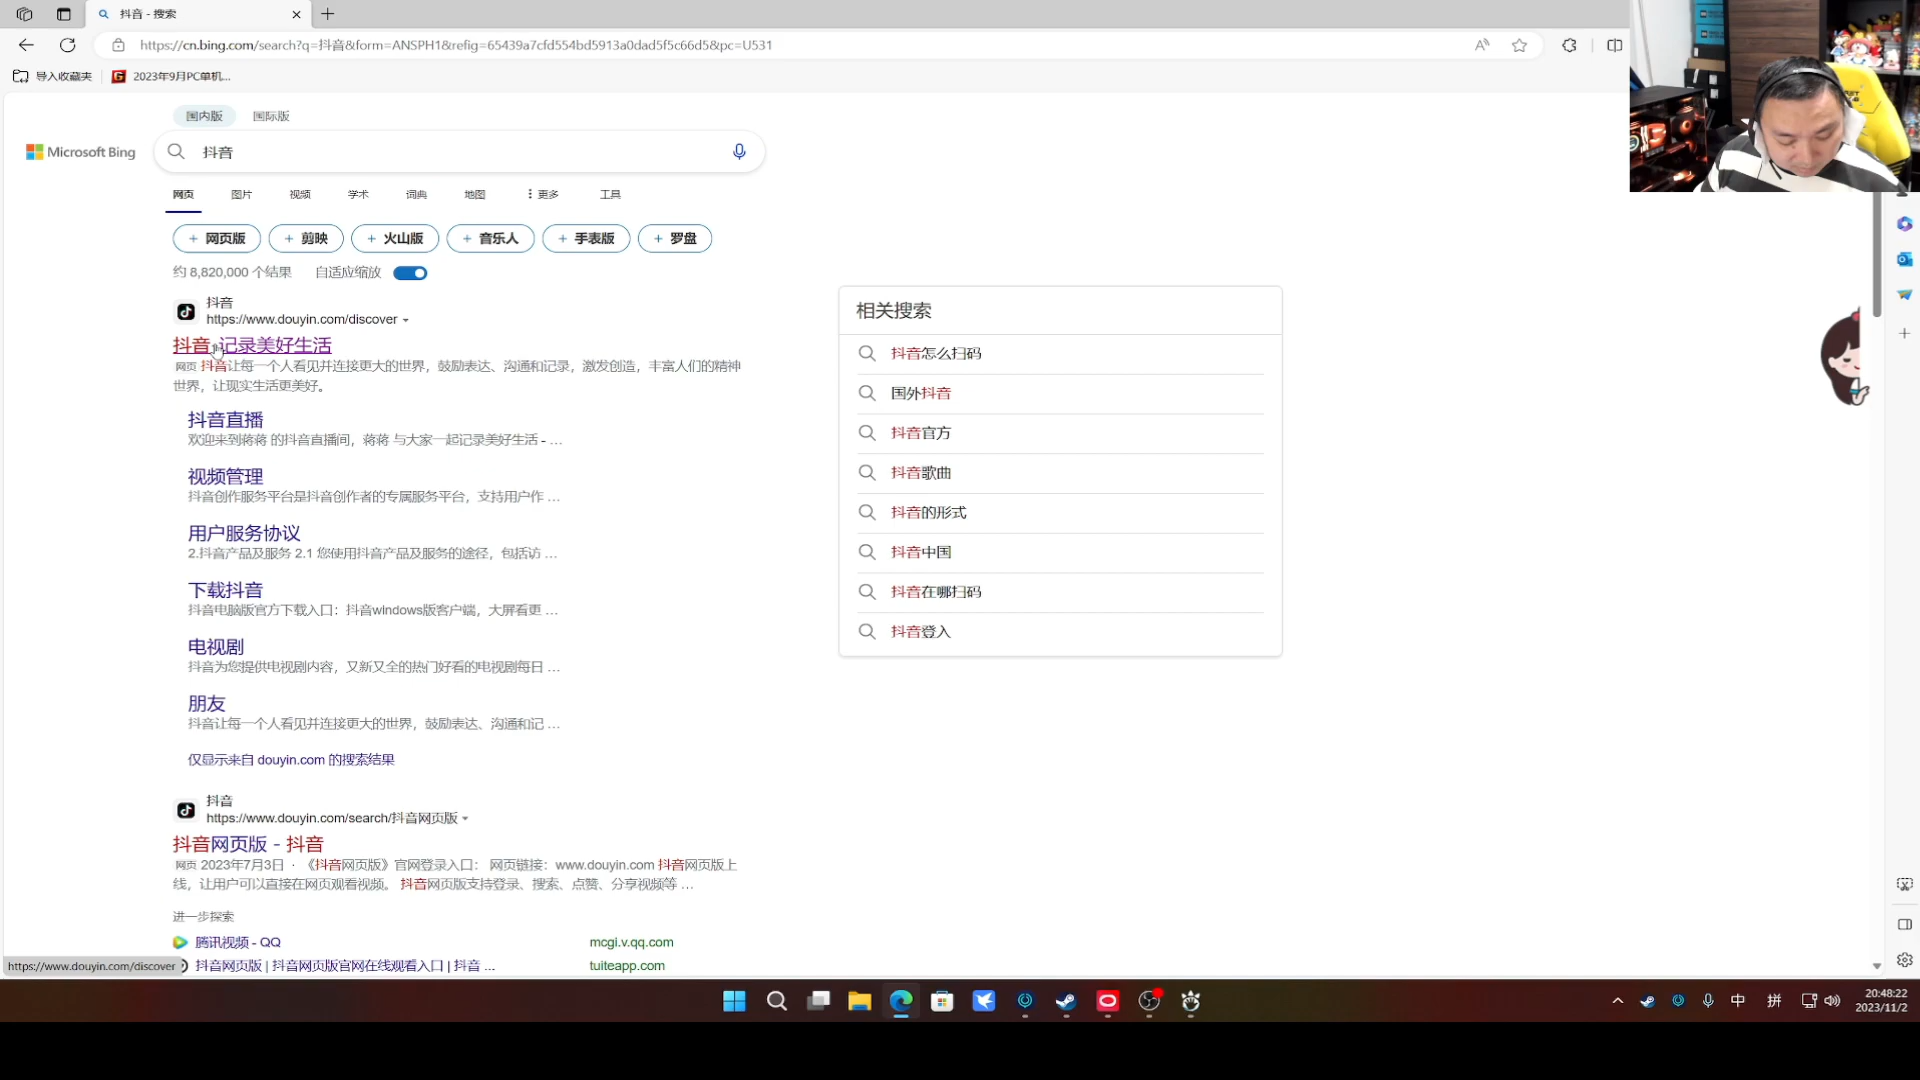 抖音 - 搜索
https://cn.bing.com/search?q=抖音&form=ANSPH1&refig=65439a7cfd554bd5913a0dad5f5c66d5&pc=U531
导入收藏夹
2023年9月PC单机...
国内版 国际版
Microsoft Bing
抖音
网页 图片 视频 学术 词典 地图 更多 工具
网页版 剪映 火山版 音乐人 手表版 罗盘
约 8,820,000 个结果 自适应缩放
抖音
https://www.douyin.com/discover
抖音-记录美好生活
网页 抖音让每一个人看见并连接更大的世界，鼓励表达、沟通和记录，激发创造，丰富人们的精神
世界，让现实生活更美好。
抖音直播
欢迎来到蒋蒋 的抖音直播间，蒋蒋 与大家一起记录美好生活 - …
视频管理
抖音创作服务平台是抖音创作者的专属服务平台，支持用户作 …
用户服务协议
2.抖音产品及服务 2.1 您使用抖音产品及服务的途径，包括访 …
下载抖音
抖音电脑版官方下载入口：抖音windows版客户端，大屏看更 …
电视剧
抖音为您提供电视剧内容，又新又全的热门好看的电视剧每日 …
朋友
抖音让每一个人看见并连接更大的世界，鼓励表达、沟通和记 …
仅显示来自 douyin.com 的搜索结果
抖音
https://www.douyin.com/search/抖音网页版
抖音网页版 - 抖音
网页 2023年7月3日 · 《抖音网页版》官网登录入口： 网页链接：www.douyin.com 抖音网页版上
线，让用户可以直接在网页观看视频。 抖音网页版支持登录、搜索、点赞、分享视频等 …
进一步探索
腾讯视频 - QQ mcgi.v.qq.com
抖音网页版 | 抖音网页版官网在线观看入口 | 抖音 ... tuiteapp.com
https://www.douyin.com/discover
相关搜索
抖音怎么扫码
国外抖音
抖音官方
抖音歌曲
抖音的形式
抖音中国
抖音在哪扫码
抖音登入
中 拼
20:48:22
2023/11/2